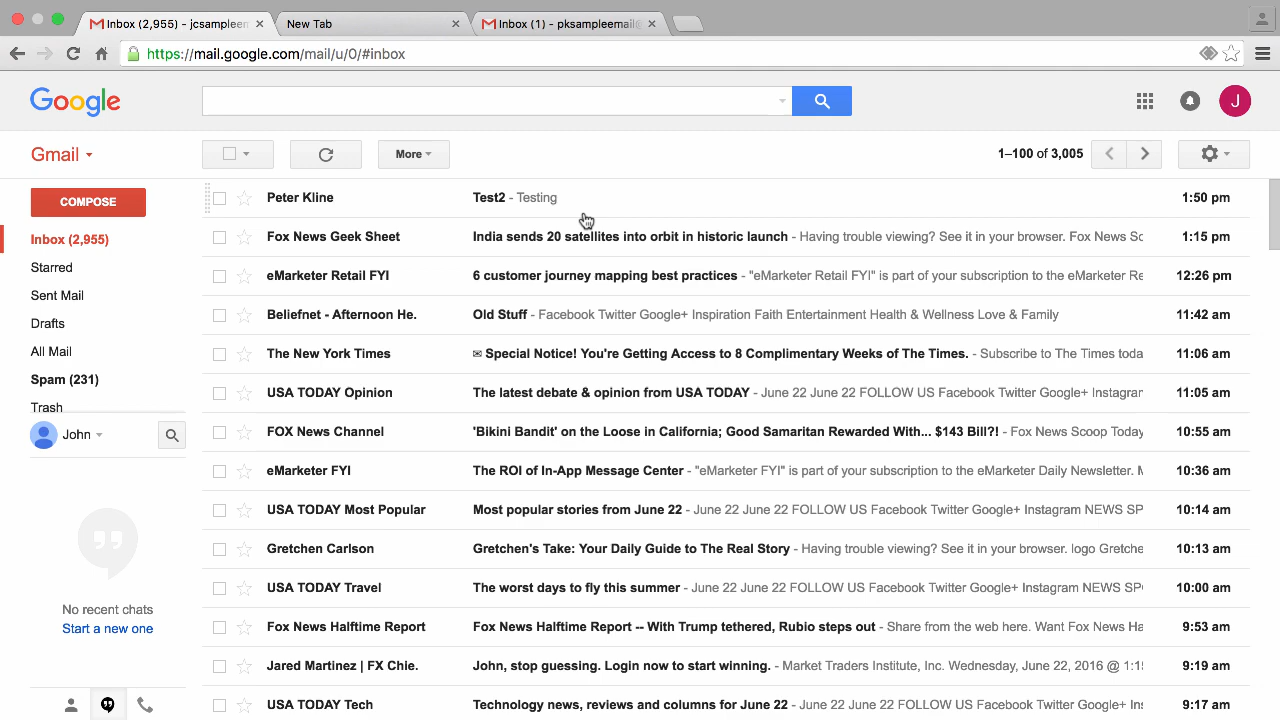 Inbox (2,955) - jcsampleem
New Tab
Inbox (1) - pksampleemail@
https://mail.google.com/mail/u/0/#inbox
Google
J
Gmail
More
1–100 of 3,005
COMPOSE
Inbox (2,955)
Starred
Sent Mail
Drafts
All Mail
Spam (231)
Trash
John
No recent chats
Start a new one
Peter Kline Test2 - Testing 1:50 pm
Fox News Geek Sheet India sends 20 satellites into orbit in historic launch - Having trouble viewing? See it in your browser. Fox News Sc 1:15 pm
eMarketer Retail FYI 6 customer journey mapping best practices - "eMarketer Retail FYI" is part of your subscription to the eMarketer Re 12:26 pm
Beliefnet - Afternoon He. Old Stuff - Facebook Twitter Google+ Inspiration Faith Entertainment Health & Wellness Love & Family 11:42 am
The New York Times ✉ Special Notice! You're Getting Access to 8 Complimentary Weeks of The Times. - Subscribe to The Times toda 11:06 am
USA TODAY Opinion The latest debate & opinion from USA TODAY - June 22 June 22 FOLLOW US Facebook Twitter Google+ Instagran 11:05 am
FOX News Channel 'Bikini Bandit' on the Loose in California; Good Samaritan Rewarded With... $143 Bill?! - Fox News Scoop Today 10:55 am
eMarketer FYI The ROI of In-App Message Center - "eMarketer FYI" is part of your subscription to the eMarketer Daily Newsletter. M 10:36 am
USA TODAY Most Popular Most popular stories from June 22 - June 22 June 22 FOLLOW US Facebook Twitter Google+ Instagram NEWS SP 10:14 am
Gretchen Carlson Gretchen's Take: Your Daily Guide to The Real Story - Having trouble viewing? See it in your browser. logo Gretche 10:13 am
USA TODAY Travel The worst days to fly this summer - June 22 June 22 FOLLOW US Facebook Twitter Google+ Instagram NEWS SP 10:00 am
Fox News Halftime Report Fox News Halftime Report -- With Trump tethered, Rubio steps out - Share from the web here. Want Fox News Ha 9:53 am
Jared Martinez | FX Chie. John, stop guessing. Login now to start winning. - Market Traders Institute, Inc. Wednesday, June 22, 2016 @ 1:1 9:19 am
USA TODAY Tech Technology news, reviews and columns for June 22 - June 22 June 22 FOLLOW US Facebook Twitter Google+ Ins 9:17 am